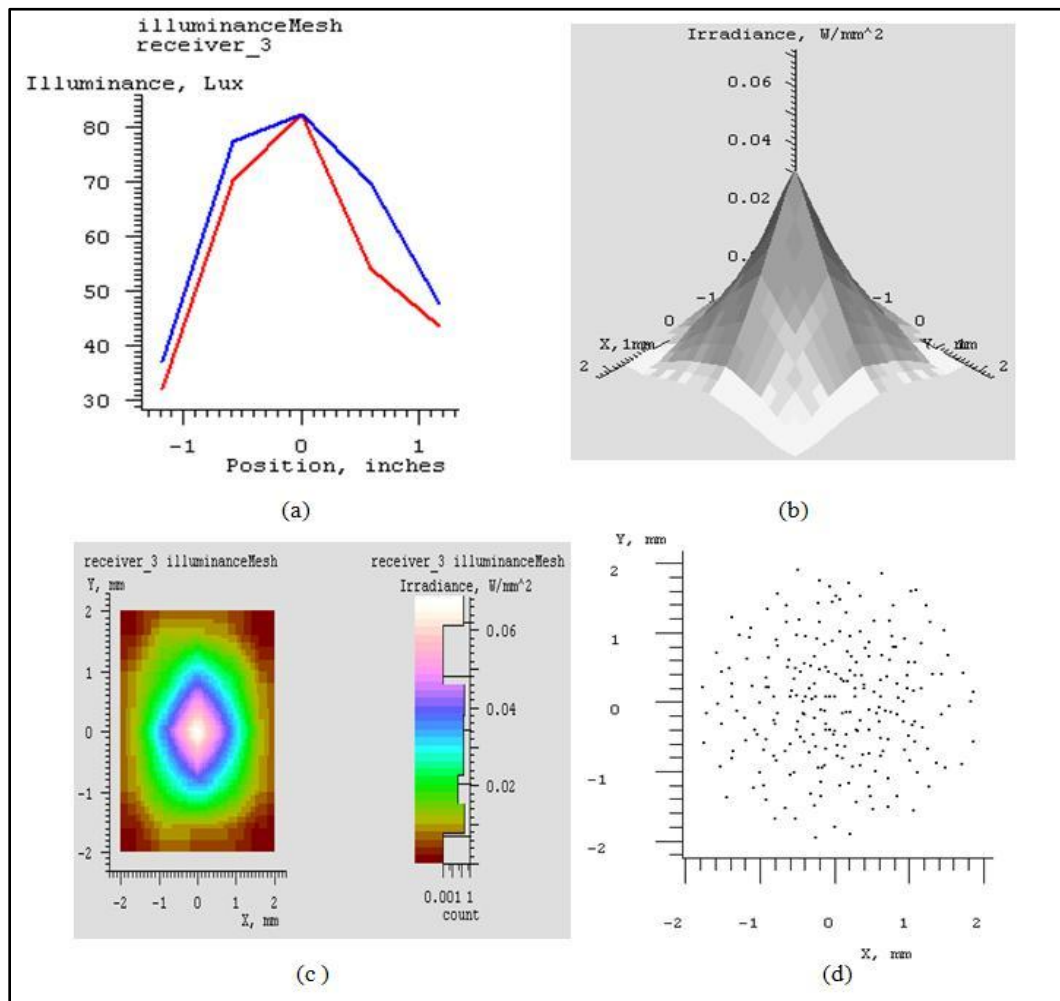 illuminanceMesh
receiver_3
Illuminance, Lux
80
70
60
50
40
30
-1 0 1
Position, inches
(a)
Irradiance, W/mm^2
0.06
0.04
0.02
-1 -1
0 0
X, mm
2 2
(b)
receiver_3 illuminanceMesh
Y, mm
2
1
0
-1
-2
-2 -1 0 1 2
X, mm
(c)
receiver_3 illuminanceMesh
Irradiance, W/mm^2
0.06
0.04
0.02
0.001 1
count
Y, mm
2
1
0
-1
-2
-2 -1 0 1 2
X, mm
(d)